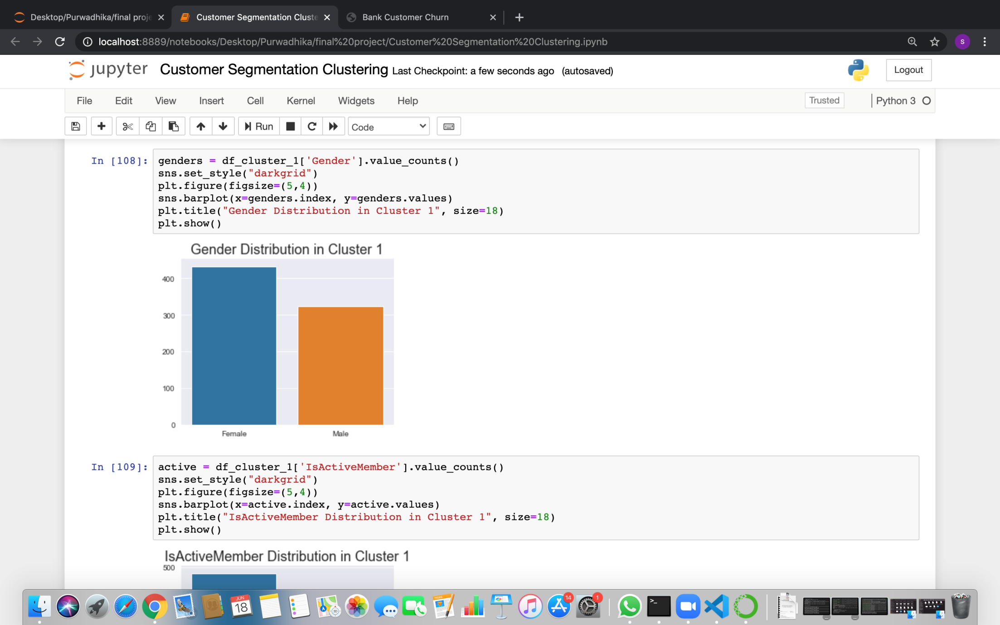 Desktop/Purwadhika/final proje
Customer Segmentation Cluste
Bank Customer Churn
localhost:8889/notebooks/Desktop/Purwadhika/final%20project/Customer%20Segmentation%20Clustering.ipynb
S
jupyter Customer Segmentation Clustering Last Checkpoint: a few seconds ago (autosaved)
Logout
File Edit View Insert Cell Kernel Widgets Help
Trusted
Python 3
Run
Code
In [108]:
genders = df_cluster_1['Gender'].value_counts()
sns.set_style("darkgrid")
plt.figure(figsize=(5,4))
sns.barplot(x=genders.index, y=genders.values)
plt.title("Gender Distribution in Cluster 1", size=18)
plt.show()
Gender Distribution in Cluster 1
400
300
200
100
0
Female Male
In [109]:
active = df_cluster_1['IsActiveMember'].value_counts()
sns.set_style("darkgrid")
plt.figure(figsize=(5,4))
sns.barplot(x=active.index, y=active.values)
plt.title("IsActiveMember Distribution in Cluster 1", size=18)
plt.show()
IsActiveMember Distribution in Cluster 1
500
JUN
18
3D
PAGES
14
1
>_